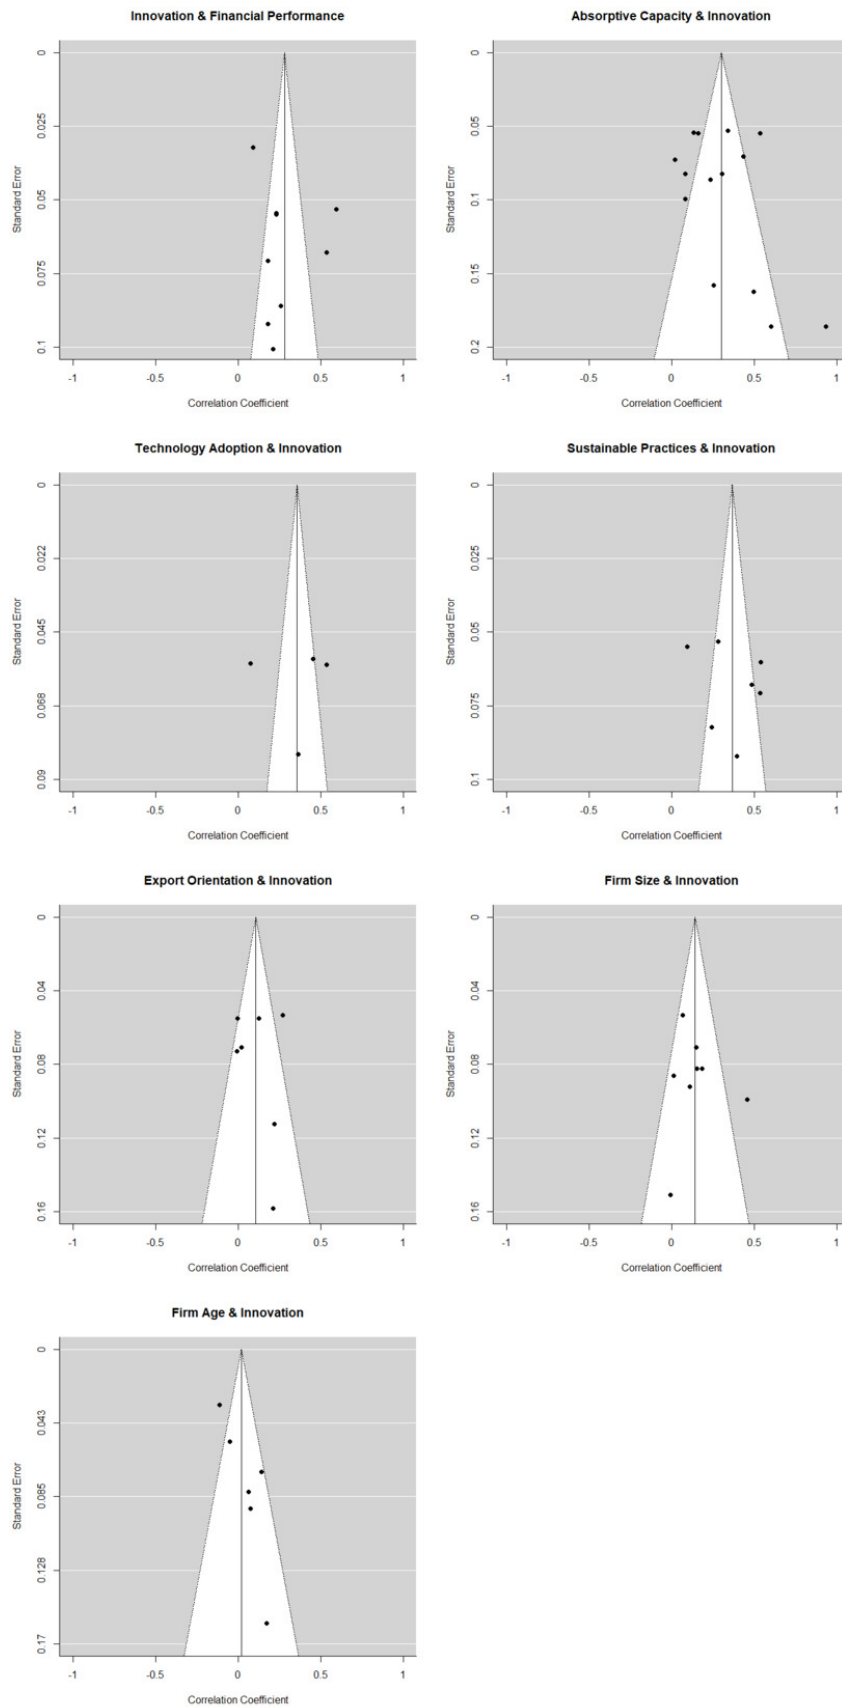 Innovation & Financial Performance
0
0.025
0.05
0.075
0.1
Standard Error
-1 -0.5 0 0.5 1
Correlation Coefficient
Absorptive Capacity & Innovation
0
0.05
0.1
0.15
0.2
Standard Error
-1 -0.5 0 0.5 1
Correlation Coefficient
Technology Adoption & Innovation
0
0.022
0.045
0.068
0.09
Standard Error
-1 -0.5 0 0.5 1
Correlation Coefficient
Sustainable Practices & Innovation
0
0.025
0.05
0.075
0.1
Standard Error
-1 -0.5 0 0.5 1
Correlation Coefficient
Export Orientation & Innovation
0
0.04
0.08
0.12
0.16
Standard Error
-1 -0.5 0 0.5 1
Correlation Coefficient
Firm Size & Innovation
0
0.04
0.08
0.12
0.16
Standard Error
-1 -0.5 0 0.5 1
Correlation Coefficient
Firm Age & Innovation
0
0.043
0.085
0.128
0.17
Standard Error
-1 -0.5 0 0.5 1
Correlation Coefficient